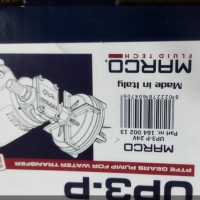 UP3-P
PTFE GEARS PUMP FOR WATER TRANSFER
MARCO
UP3-P 24V
Part nr. 164 002 13
MARCO
FLUID TECH
Made in Italy